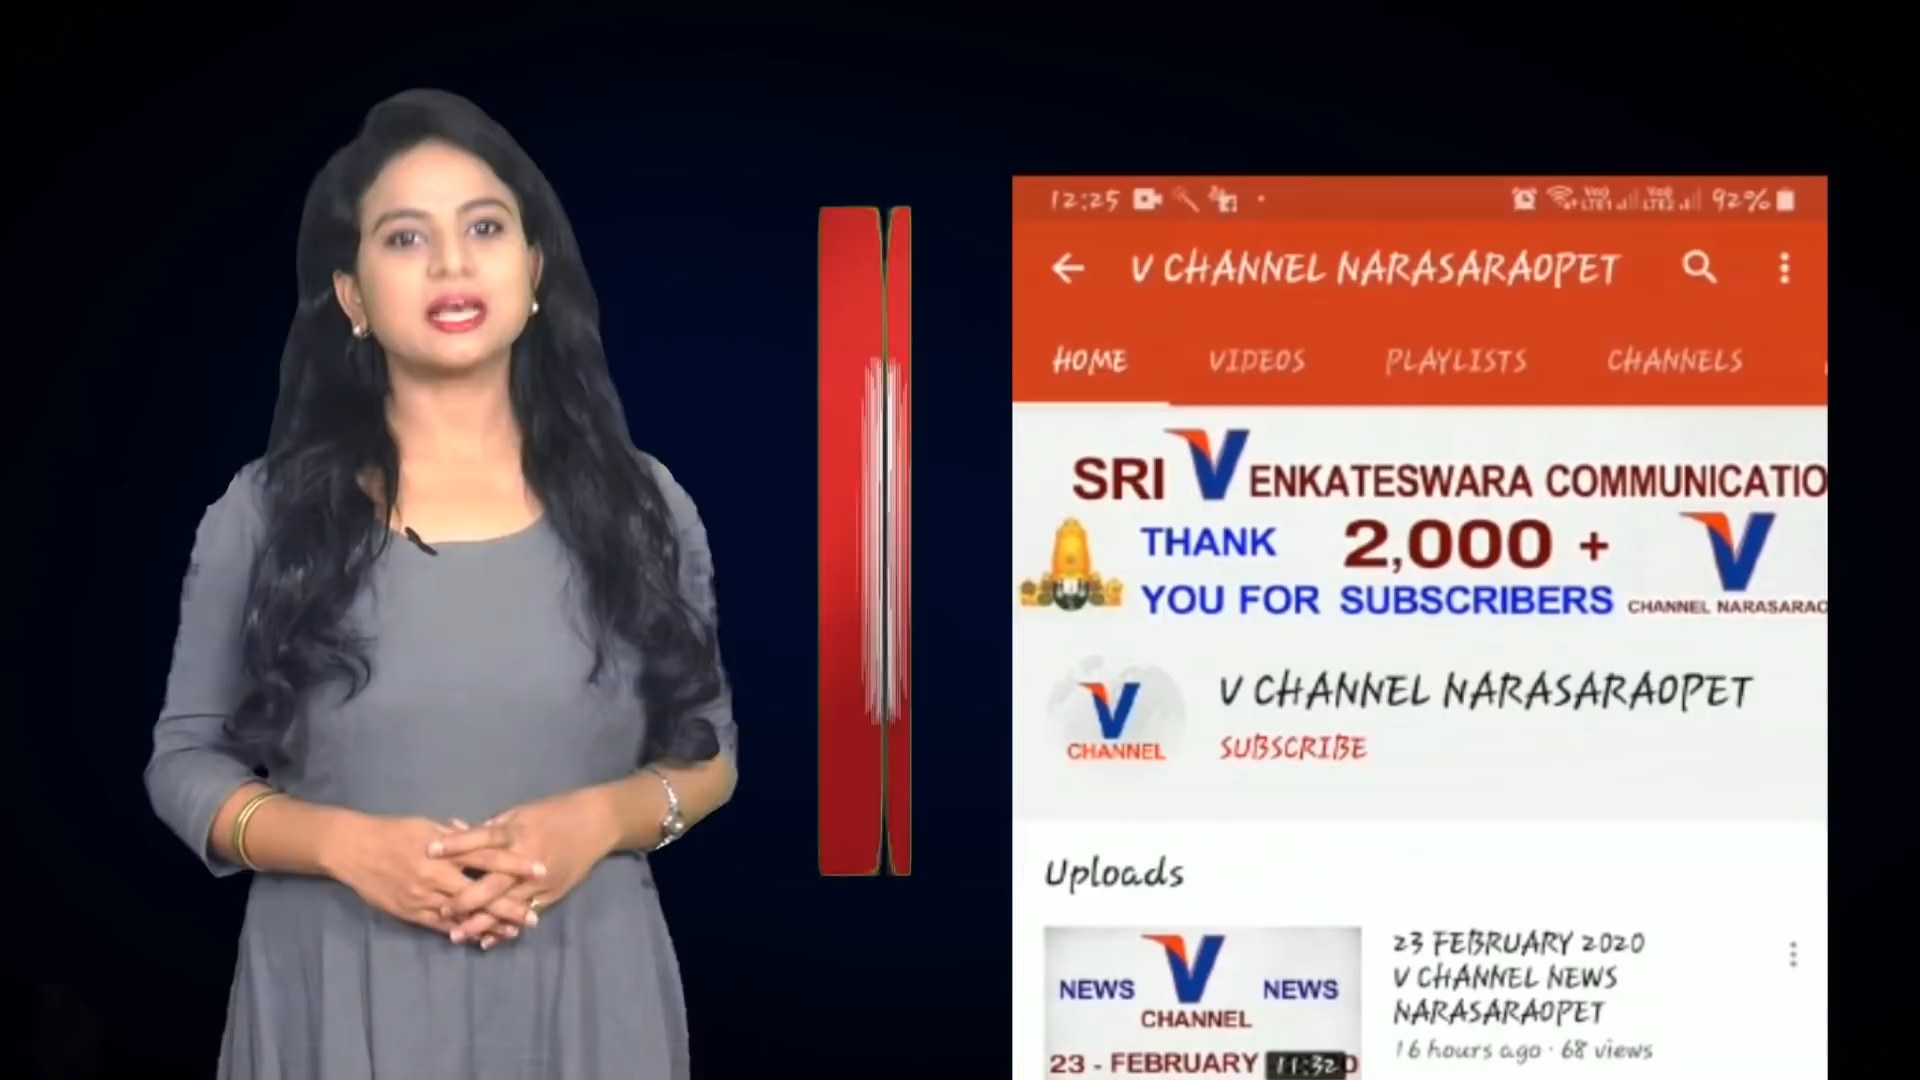 12:25
92%
V CHANNEL NARASARAOPET
HOME VIDEOS PLAYLISTS CHANNELS
SRI VENKATESWARA COMMUNICATIO
THANK 2,000 +
YOU FOR SUBSCRIBERS
CHANNEL NARASARAO
V CHANNEL NARASARAOPET
SUBSCRIBE
V
CHANNEL
Uploads
NEWS V NEWS
CHANNEL
23 - FEBRUARY
11:32
23 FEBRUARY 2020
V CHANNEL NEWS
NARASARAOPET
16 hours ago · 68 views